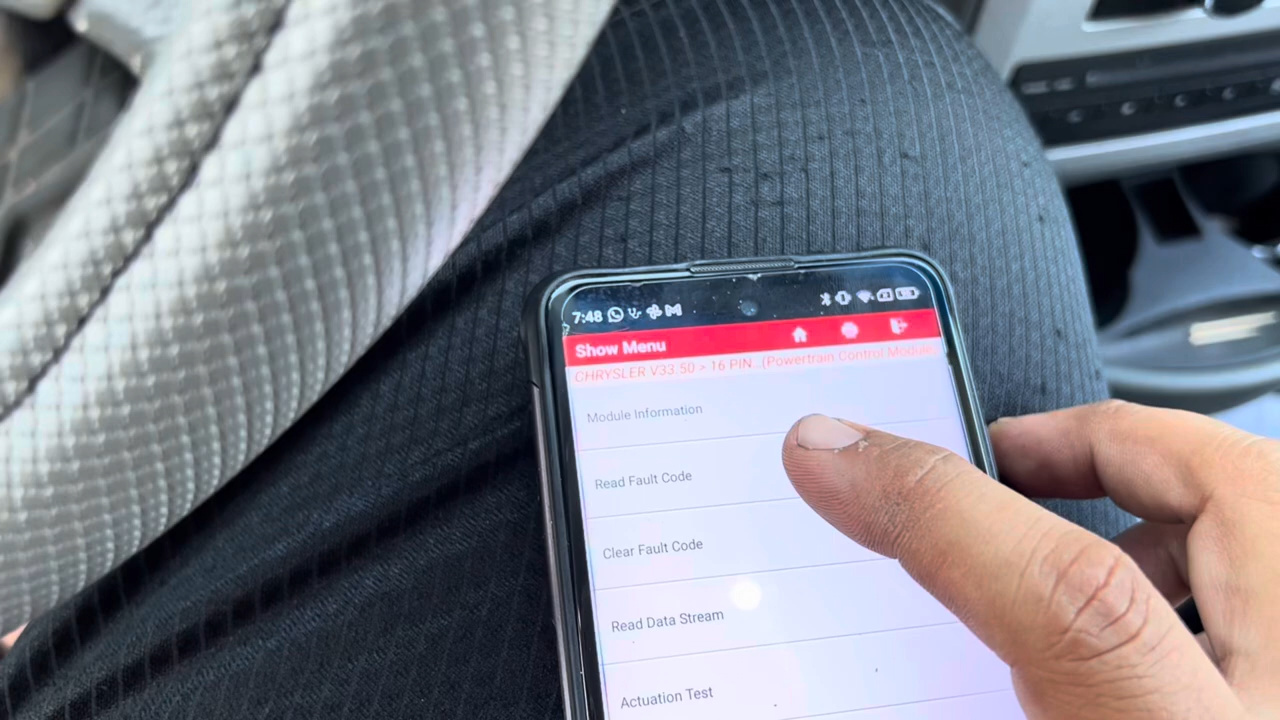 7:48
Show Menu
CHRYSLER V33.50 > 16 PIN ...(Powertrain Control Module)
Module Information
Read Fault Code
Clear Fault Code
Read Data Stream
Actuation Test